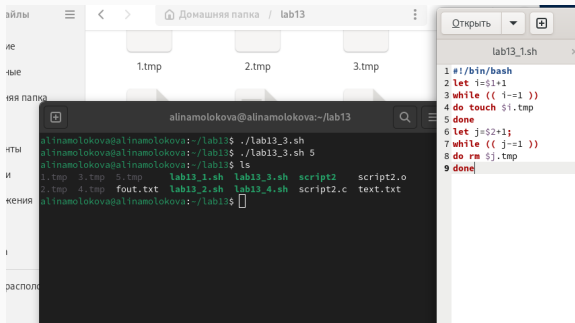 айлы
Домашняя папка / lab13
Открыть
lab13_1.sh
ие
ные
няя папка
нты
и
жения
в
располо
1.tmp 2.tmp 3.tmp
alinamolokova@alinamolokova:~/lab13
alinamolokova@alinamolokova:~/lab13$ ./lab13_3.sh
alinamolokova@alinamolokova:~/lab13$ ./lab13_3.sh 5
alinamolokova@alinamolokova:~/lab13$ ls
1.tmp 3.tmp 5.tmp lab13_1.sh lab13_3.sh script2 script2.o
2.tmp 4.tmp fout.txt lab13_2.sh lab13_4.sh script2.c text.txt
alinamolokova@alinamolokova:~/lab13$
1 #!/bin/bash
2 let i=$1+1
3 while (( i-=1 ))
4 do touch $i.tmp
5 done
6 let j=$2+1;
7 while (( j-=1 ))
8 do rm $j.tmp
9 done